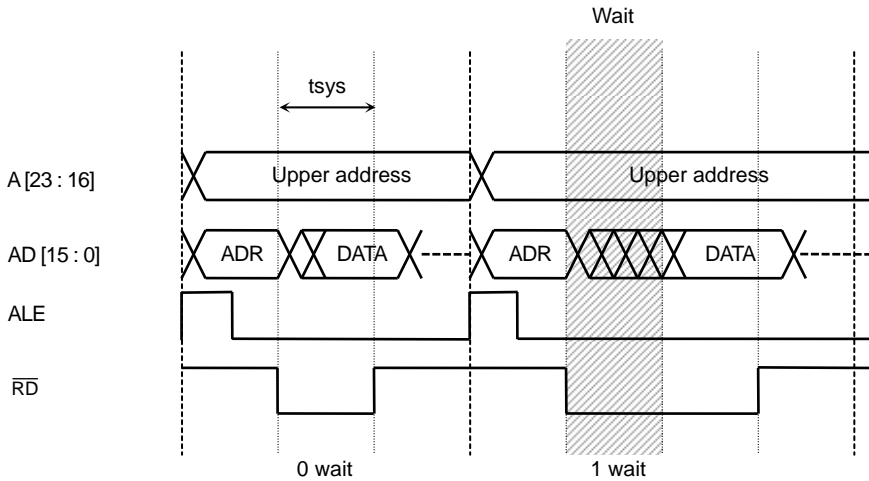 Wait
tsys
A [23 : 16]
Upper address
Upper address
AD [15 : 0]
ADR
DATA
ADR
DATA
ALE
R̅D̅
0 wait
1 wait